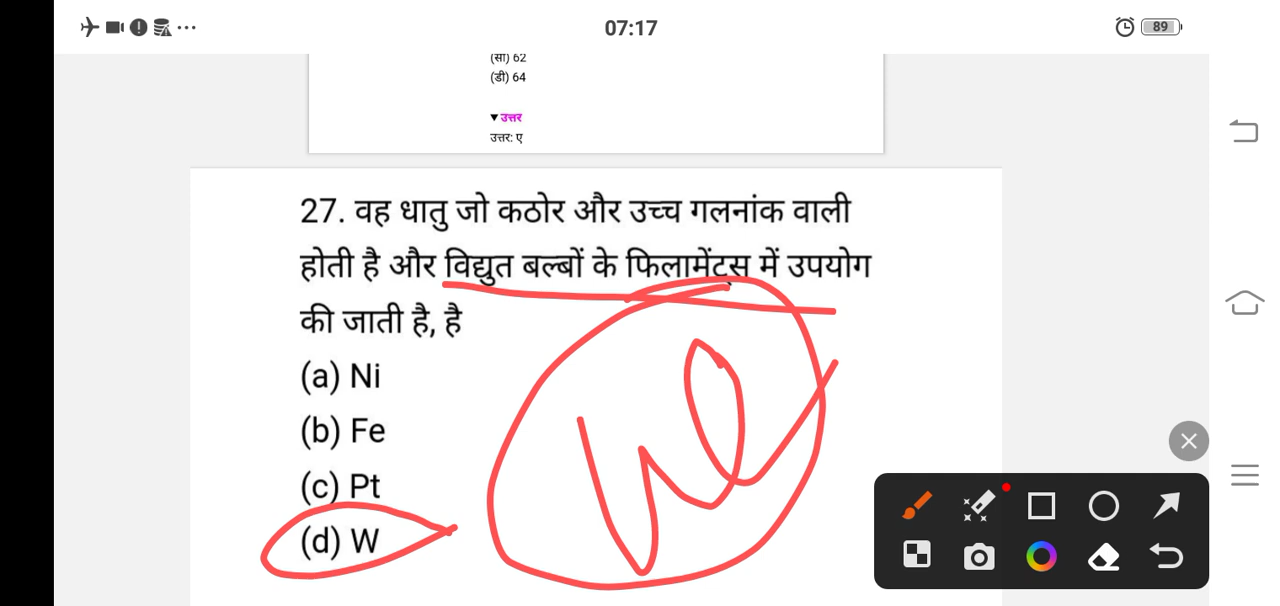 07:17
89
(सी) 62
(डी) 64
▼ उत्तर
उत्तर: ए
27. वह धातु जो कठोर और उच्च गलनांक वाली
होती है और विद्युत बल्बों के फिलामेंट्स में उपयोग
की जाती है, है
(a) Ni
(b) Fe
(c) Pt
(d) W